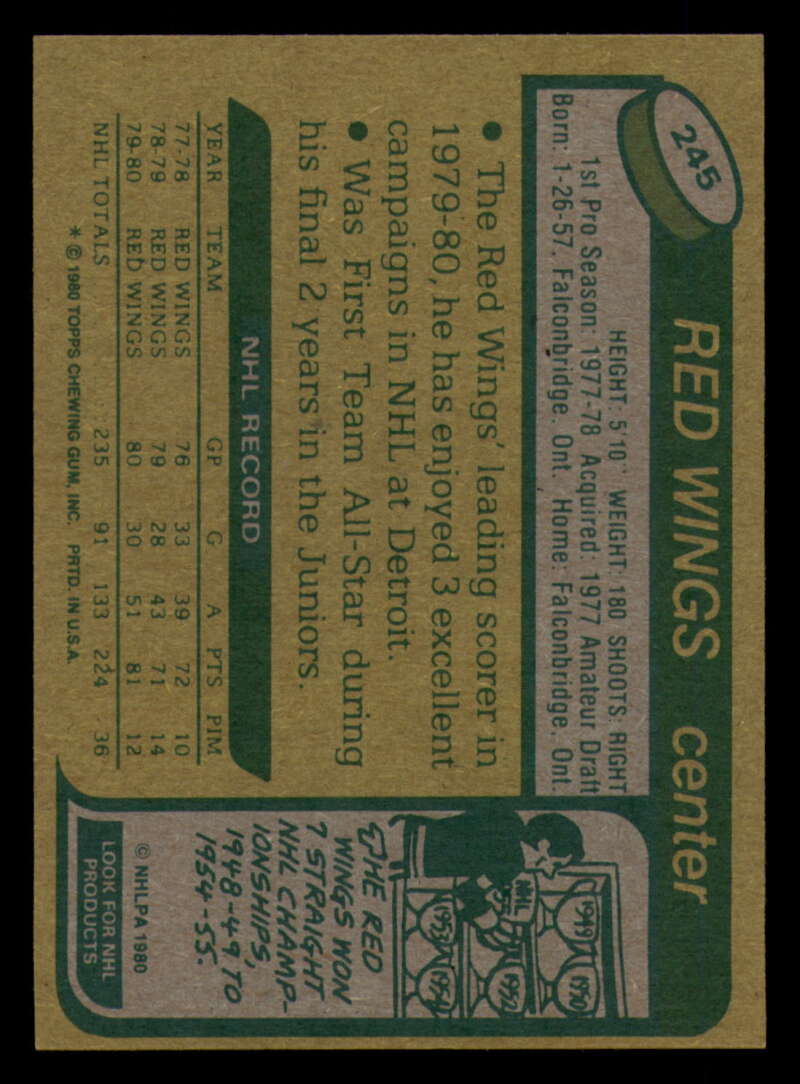 245
RED WINGS center
HEIGHT: 5'10" WEIGHT: 180 SHOOTS: RIGHT
1st Pro Season: 1977-78 Acquired: 1977 Amateur Draft
Born: 1-26-57, Falconbridge, Ont. Home: Falconbridge, Ont.
• The Red Wings' leading scorer in
1979-80, he has enjoyed 3 excellent
campaigns in NHL at Detroit.
• Was First Team All-Star during
his final 2 years in the Juniors.
NHL RECORD
YEAR TEAM GP G A PTS PIM
77-78 RED WINGS 76 33 39 72 10
78-79 RED WINGS 79 28 43 71 14
79-80 RED WINGS 80 30 51 81 12
NHL TOTALS 235 91 133 224 36
* © 1980 TOPPS CHEWING GUM, INC. PRTD. IN U.S.A.
1949 1950
NHL
1952
1953 1954
THE RED
WINGS WON
7 STRAIGHT
NHL CHAMP-
IONSHIPS,
1948-49 TO
1954-55.
© NHLPA 1980
LOOK FOR NHL
PRODUCTS